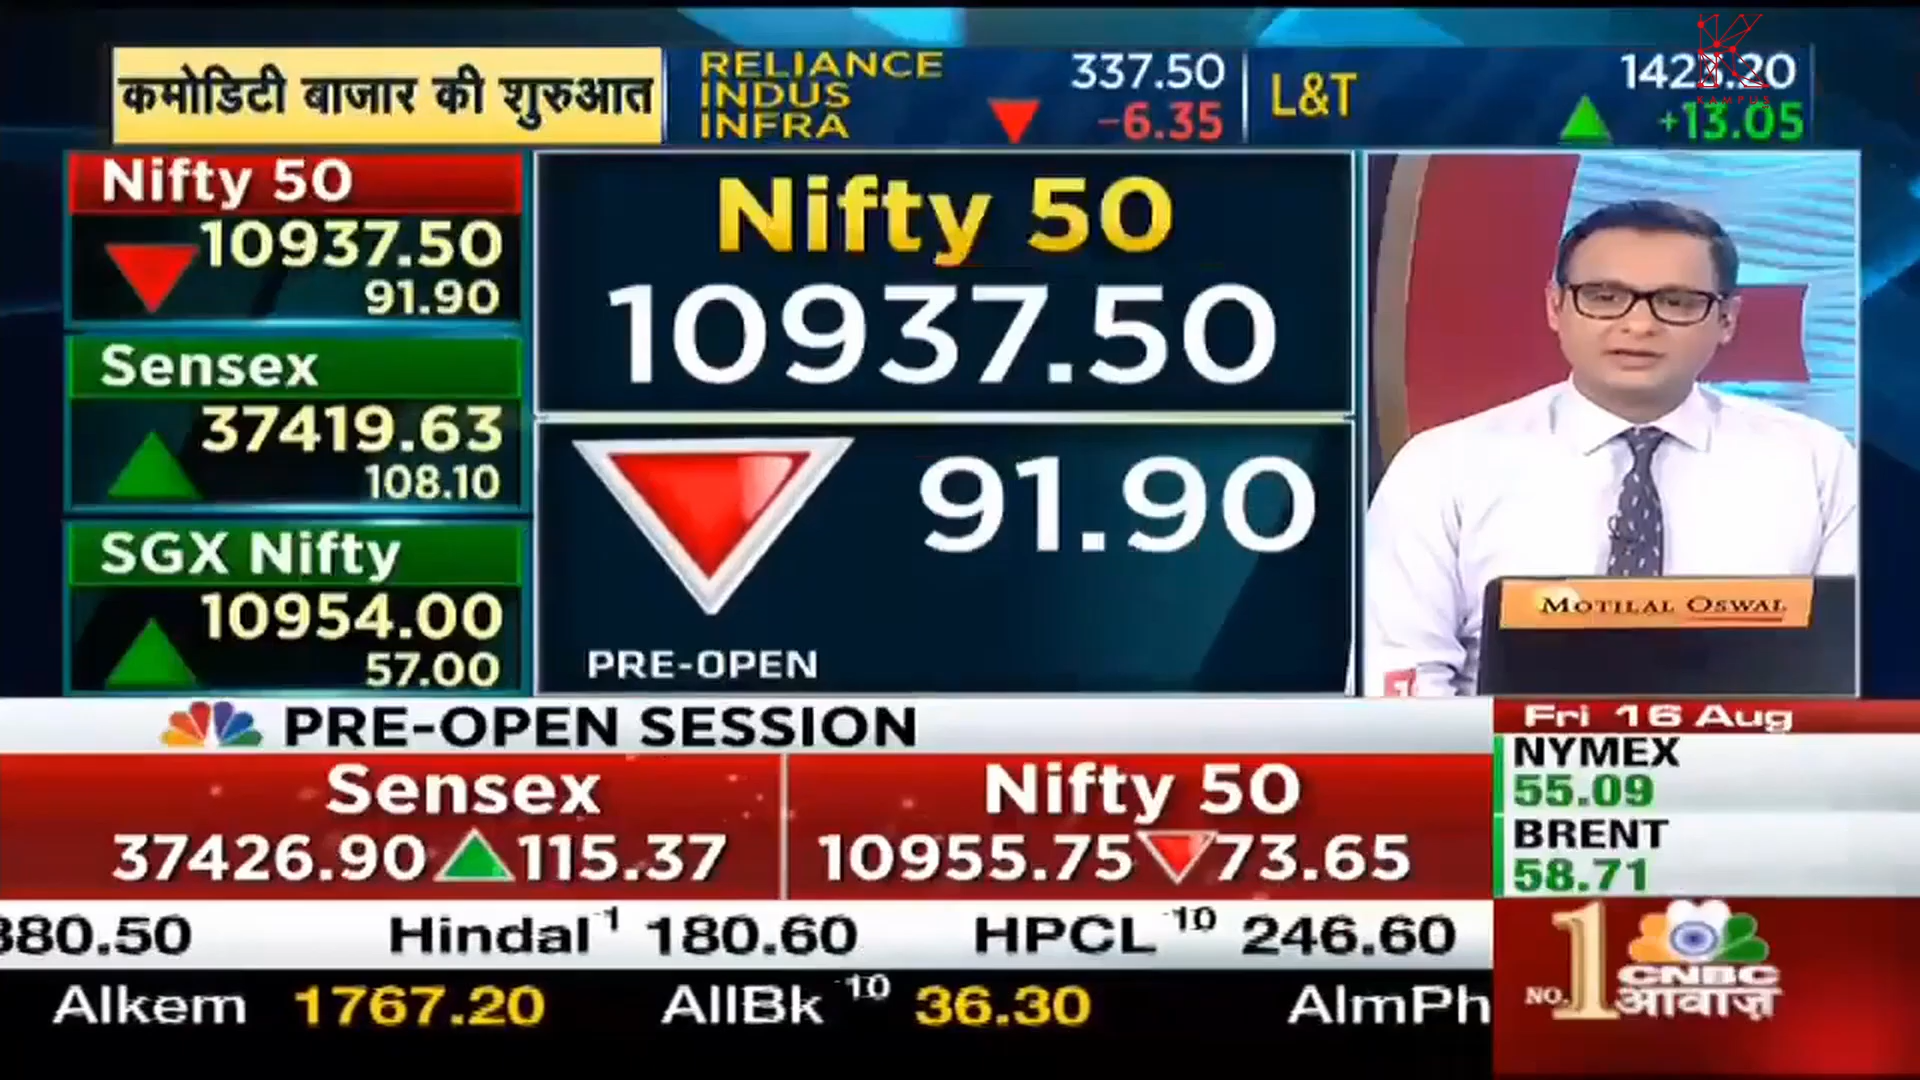 कमोडिटी बाजार की शुरुआत
RELIANCE INDUS INFRA
337.50
-6.35
L&T
+13.05
KAMPUS
Nifty 50
10937.50
91.90
Sensex
37419.63
108.10
SGX Nifty
10954.00
57.00
Nifty 50
10937.50
91.90
PRE-OPEN
MOTILAL OSWAL
PRE-OPEN SESSION
Sensex
37426.90 115.37
Nifty 50
10955.75 73.65
Fri 16 Aug
NYMEX
55.09
BRENT
58.71
380.50 Hindal -1 180.60 HPCL -10 246.60
Alkem 1767.20 AllBk -10 36.30 AlmPh
NO. 1
CNBC
आवाज़